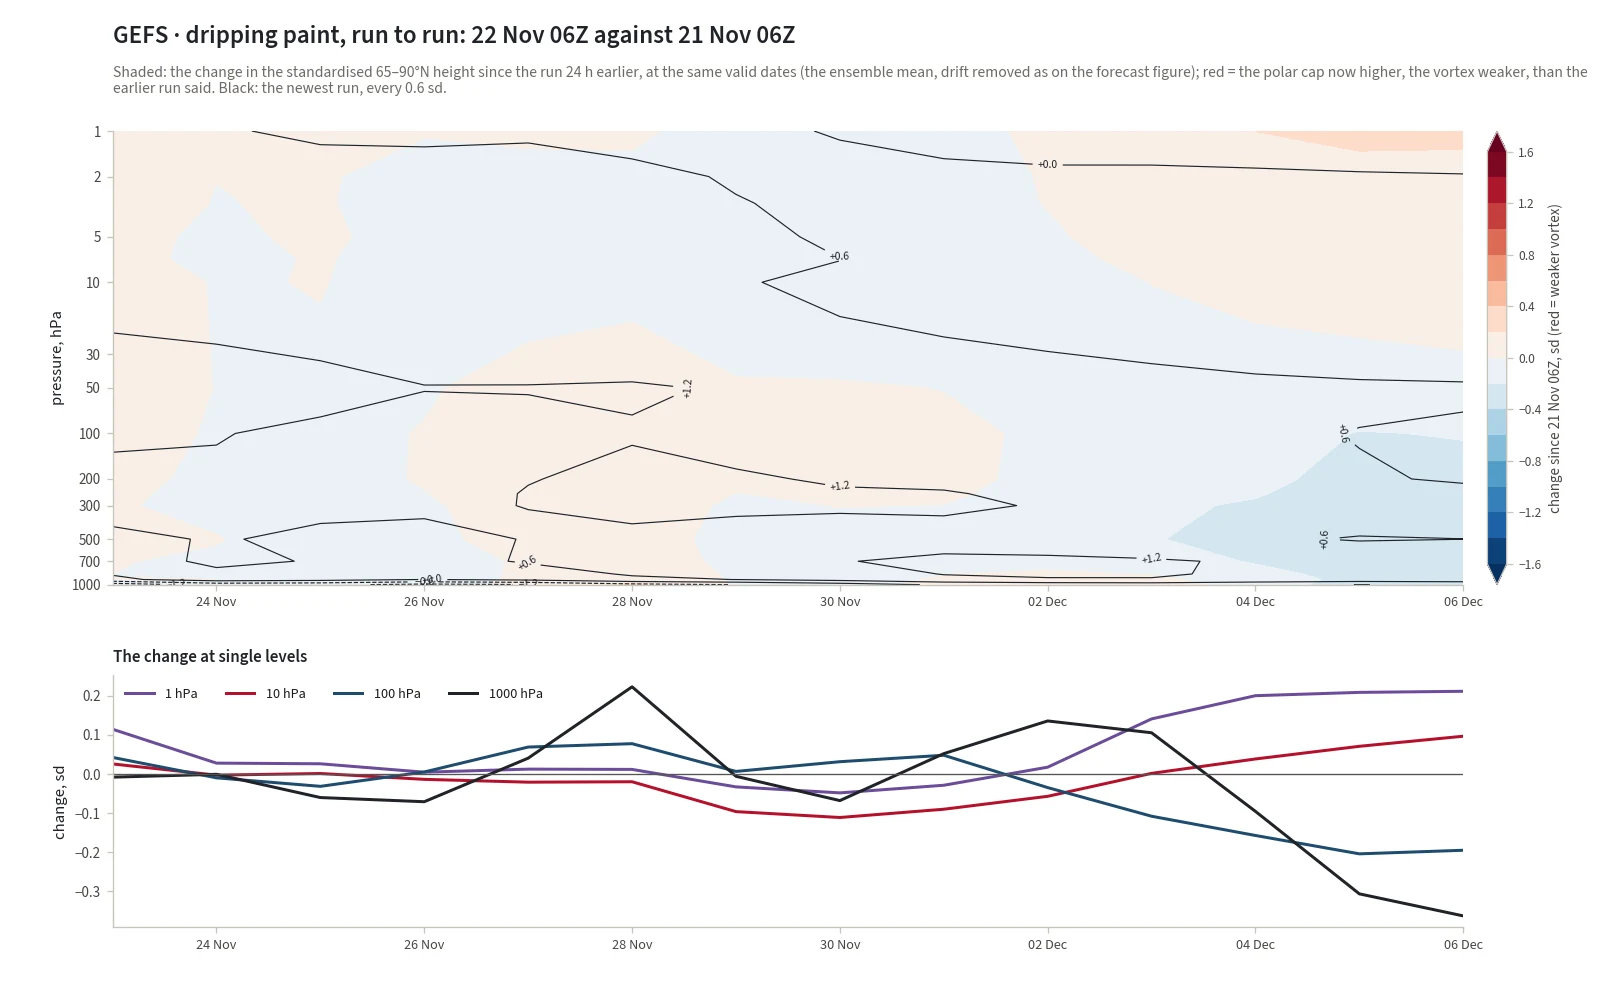 GEFS · dripping paint, run to run: 22 Nov 06Z against 21 Nov 06Z
Shaded: the change in the standardised 65–90°N height since the run 24 h earlier, at the same valid dates (the ensemble mean, drift removed as on the forecast figure); red = the polar cap now higher, the vortex weaker, than the
earlier run said. Black: the newest run, every 0.6 sd.
pressure, hPa
1
2
5
10
30
50
100
200
300
500
700
1000
+0.0
+0.6
+1.2
+0.6
+1.2
+0.6
+1.2
+0.6
+0.0
24 Nov
26 Nov
28 Nov
30 Nov
02 Dec
04 Dec
06 Dec
1.6
1.2
0.8
0.4
0.0
−0.4
−0.8
−1.2
−1.6
change since 21 Nov 06Z, sd (red = weaker vortex)
The change at single levels
1 hPa
10 hPa
100 hPa
1000 hPa
change, sd
0.2
0.1
0.0
−0.1
−0.2
−0.3
24 Nov
26 Nov
28 Nov
30 Nov
02 Dec
04 Dec
06 Dec